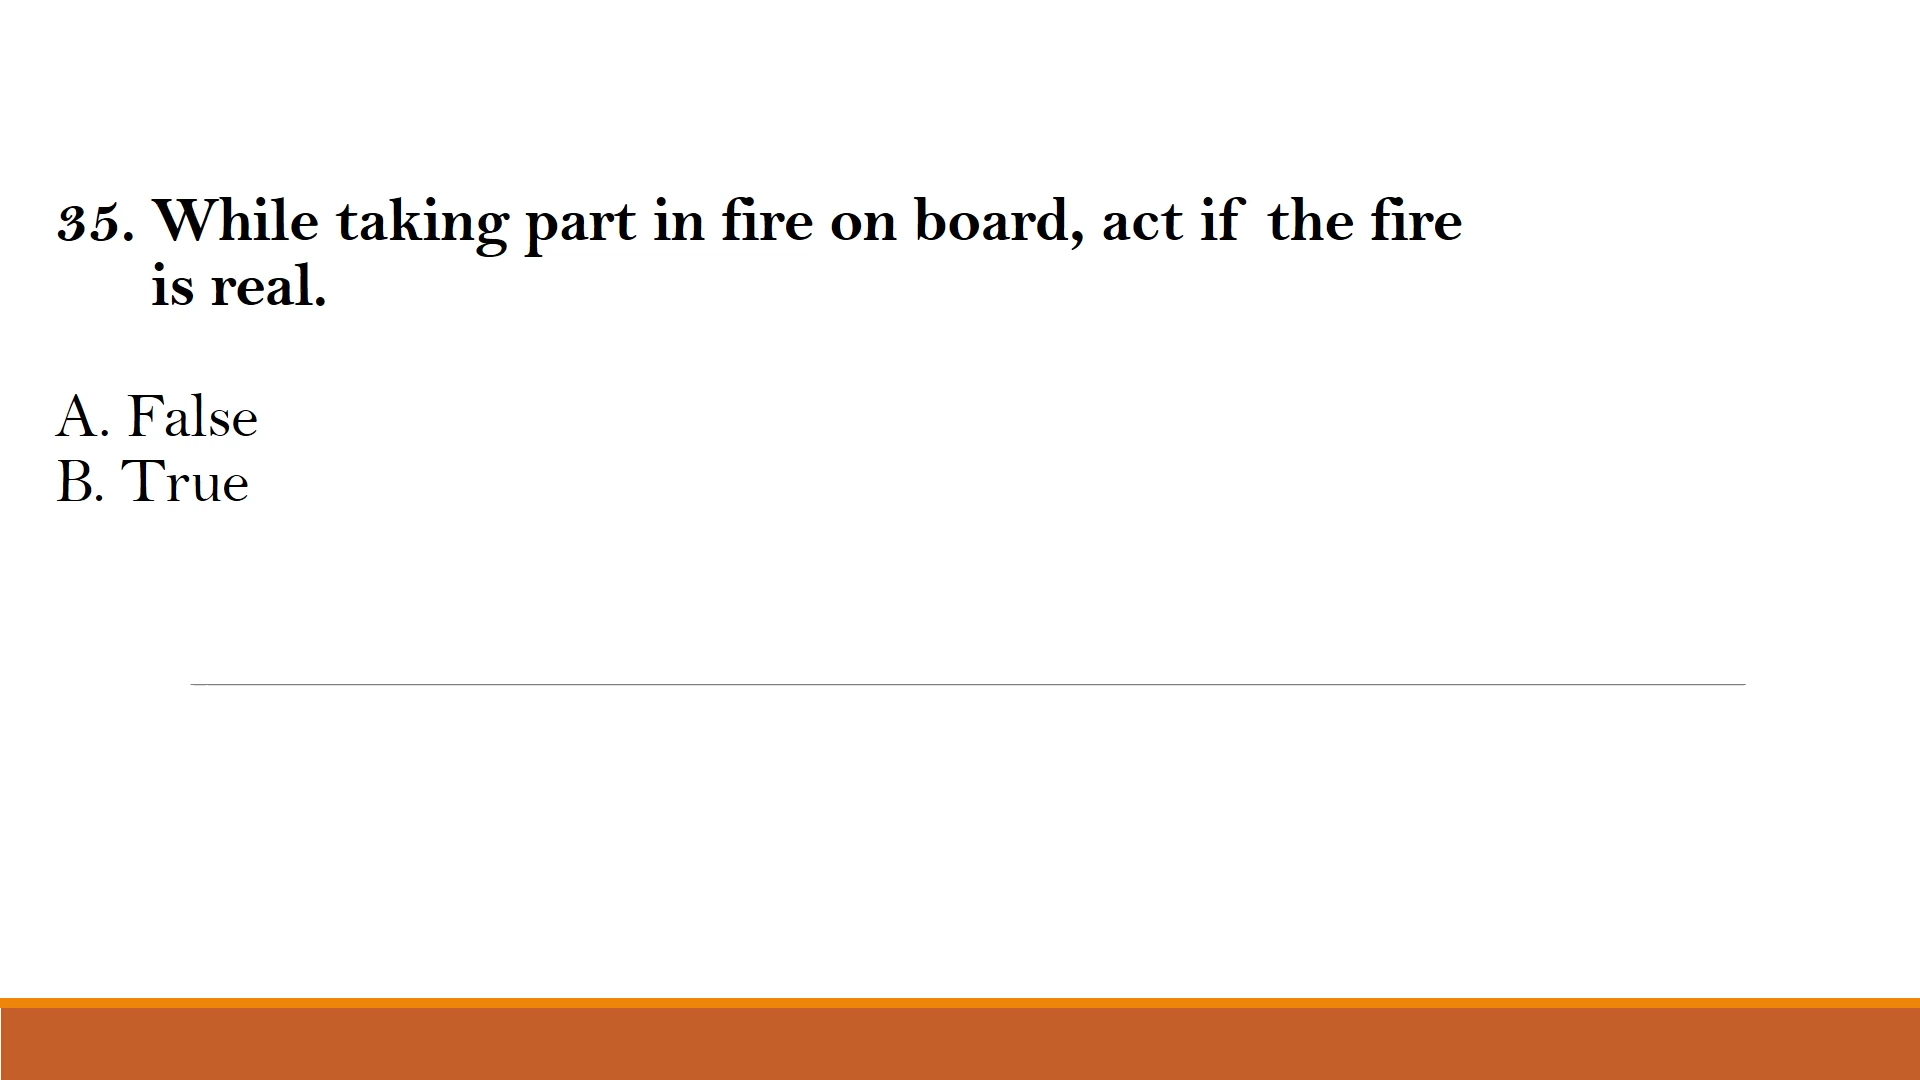 35. While taking part in fire on board, act if the fire
is real.
A. False
B. True